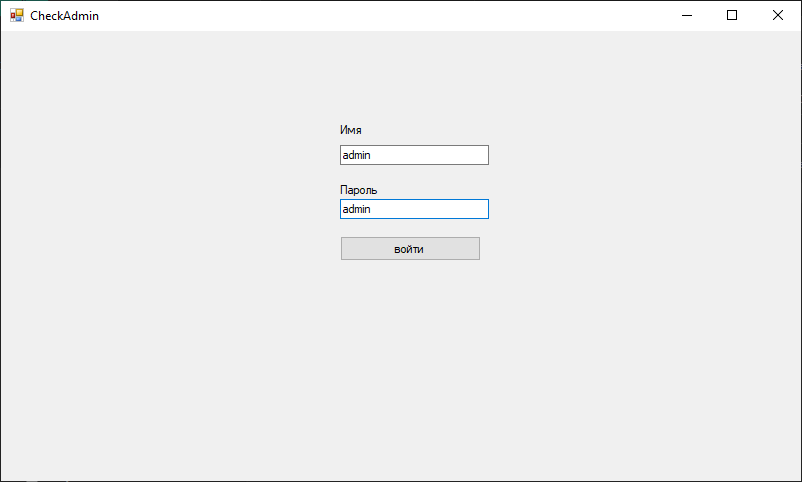 CheckAdmin
Имя
admin
Пароль
admin
войти